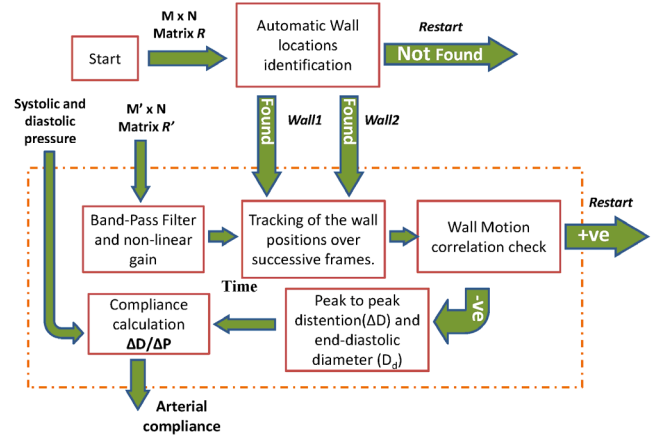 M x N
Matrix R
Start
Automatic Wall
locations
identification
Restart
Not Found
Systolic and
diastolic
pressure
M' x N
Matrix R'
Found
Wall1
Found
Wall2
Band-Pass Filter
and non-linear
gain
Tracking of the wall
positions over
successive frames.
Wall Motion
correlation check
Restart
+ve
-ve
Time
Peak to peak
distention(ΔD) and
end-diastolic
diameter (Dd)
Compliance
calculation
ΔD/ΔP
Arterial
compliance